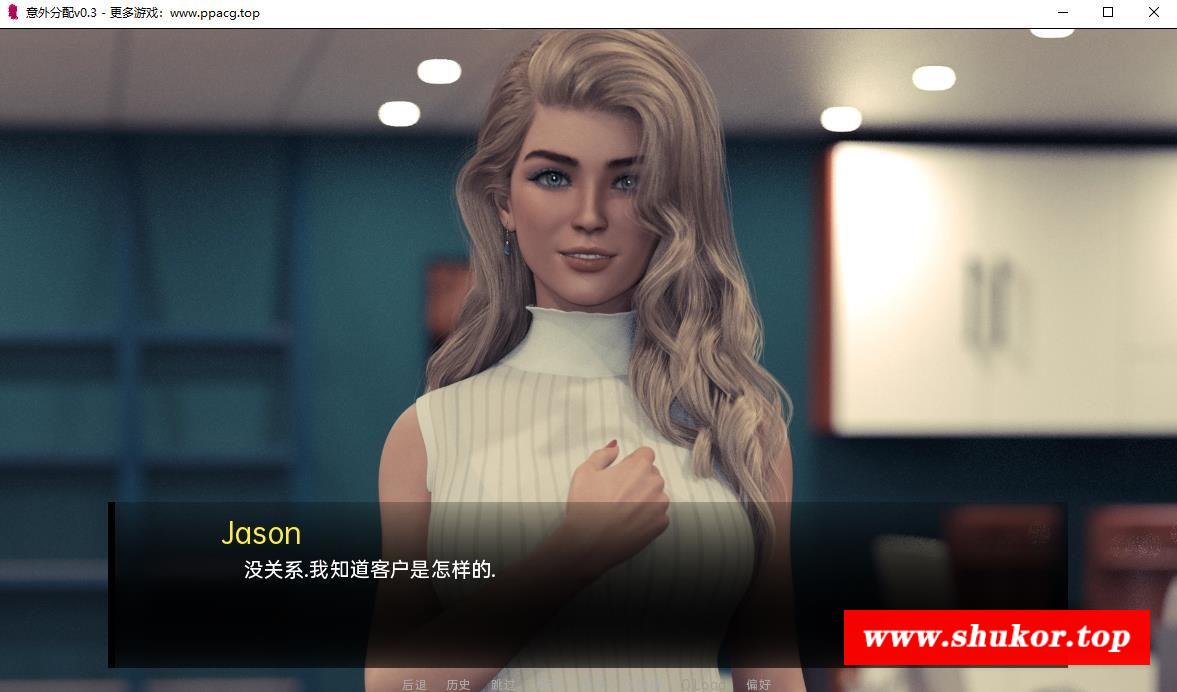 意外分配v0.3 - 更多游戏：www.ppacg.top
Jason
没关系.我知道客户是怎样的.
www.shukor.top
后退 历史 跳过 Q.Load 偏好